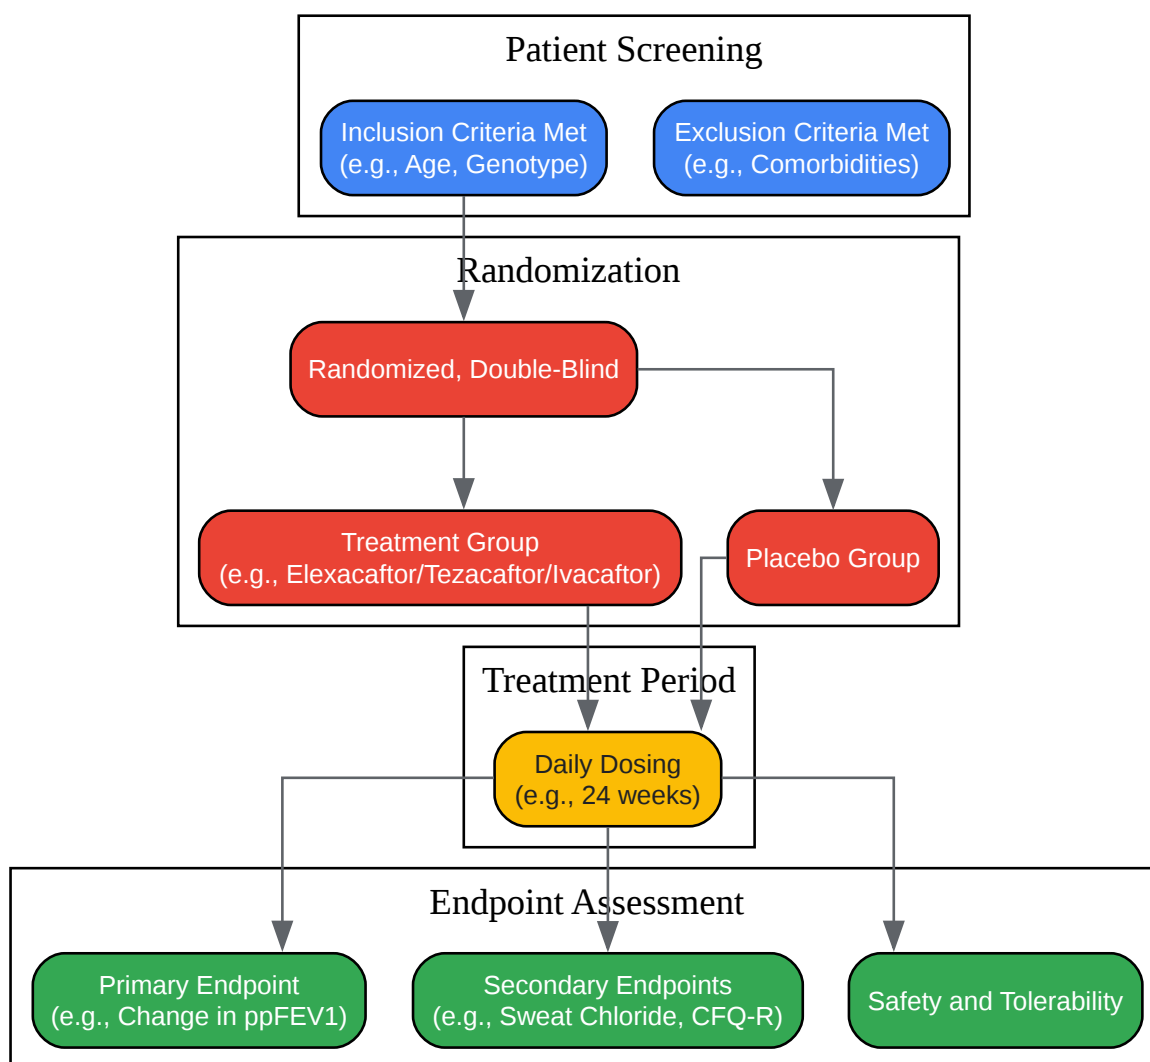 Patient Screening
Inclusion Criteria Met
(e.g., Age, Genotype)
Exclusion Criteria Met
(e.g., Comorbidities)
Randomization
Randomized, Double-Blind
Treatment Group
(e.g., Elexacaftor/Tezacaftor/Ivacaftor)
Placebo Group
Treatment Period
Daily Dosing
(e.g., 24 weeks)
Endpoint Assessment
Primary Endpoint
(e.g., Change in ppFEV1)
Secondary Endpoints
(e.g., Sweat Chloride, CFQ-R)
Safety and Tolerability